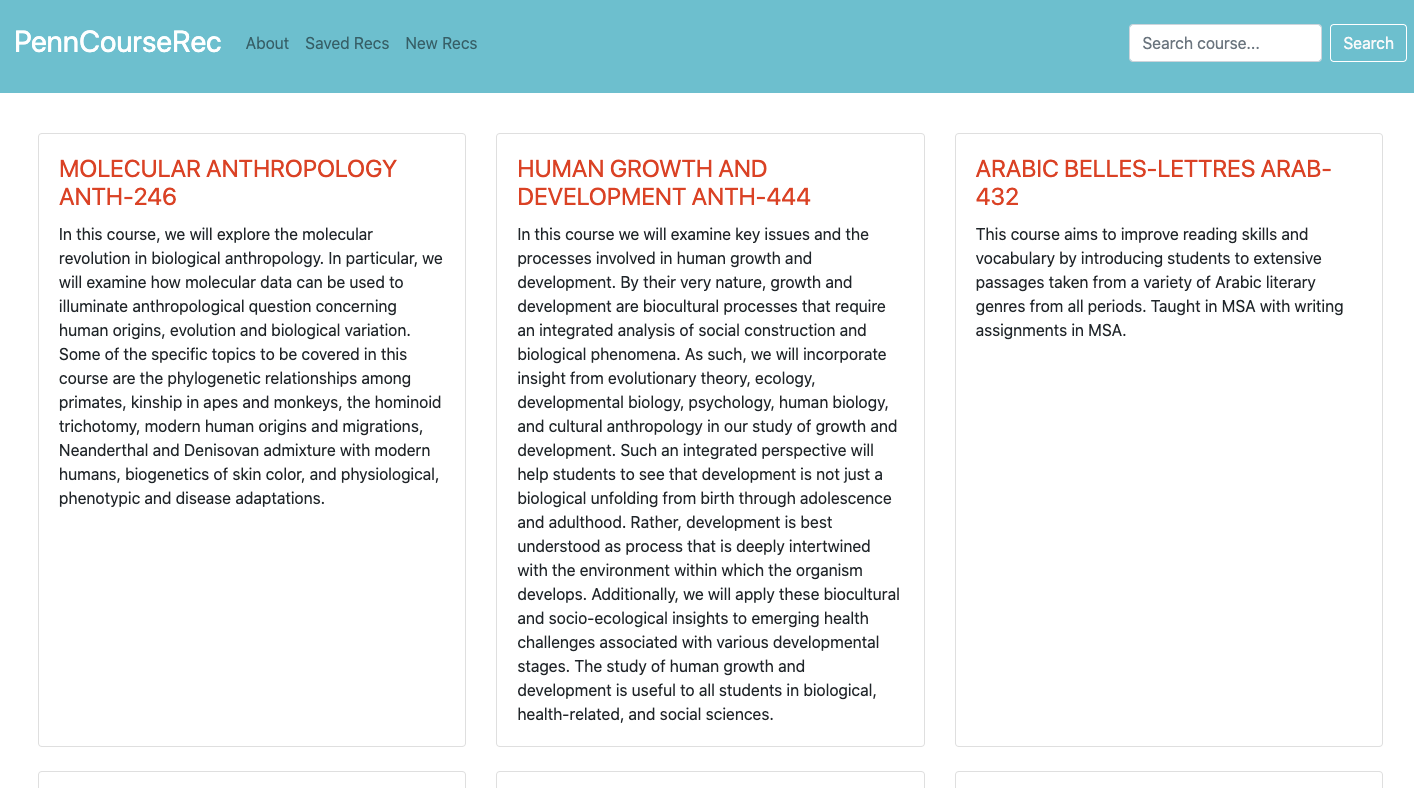 PennCourseRec
About
Saved Recs
New Recs
Search course...
Search
MOLECULAR ANTHROPOLOGY
ANTH-246
In this course, we will explore the molecular
revolution in biological anthropology. In particular, we
will examine how molecular data can be used to
illuminate anthropological question concerning
human origins, evolution and biological variation.
Some of the specific topics to be covered in this
course are the phylogenetic relationships among
primates, kinship in apes and monkeys, the hominoid
trichotomy, modern human origins and migrations,
Neanderthal and Denisovan admixture with modern
humans, biogenetics of skin color, and physiological,
phenotypic and disease adaptations.
HUMAN GROWTH AND
DEVELOPMENT ANTH-444
In this course we will examine key issues and the
processes involved in human growth and
development. By their very nature, growth and
development are biocultural processes that require
an integrated analysis of social construction and
biological phenomena. As such, we will incorporate
insight from evolutionary theory, ecology,
developmental biology, psychology, human biology,
and cultural anthropology in our study of growth and
development. Such an integrated perspective will
help students to see that development is not just a
biological unfolding from birth through adolescence
and adulthood. Rather, development is best
understood as process that is deeply intertwined
with the environment within which the organism
develops. Additionally, we will apply these biocultural
and socio-ecological insights to emerging health
challenges associated with various developmental
stages. The study of human growth and
development is useful to all students in biological,
health-related, and social sciences.
ARABIC BELLES-LETTRES ARAB-
432
This course aims to improve reading skills and
vocabulary by introducing students to extensive
passages taken from a variety of Arabic literary
genres from all periods. Taught in MSA with writing
assignments in MSA.